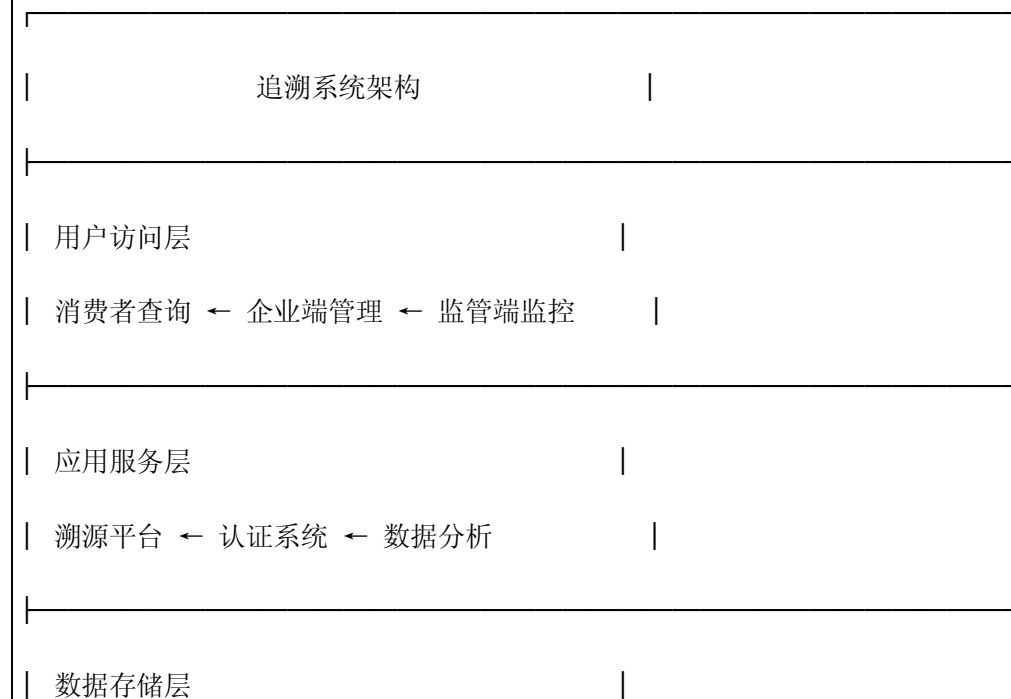 追溯系统架构
用户访问层
消费者查询 ← 企业端管理 ← 监管端监控
应用服务层
溯源平台 ← 认证系统 ← 数据分析
数据存储层